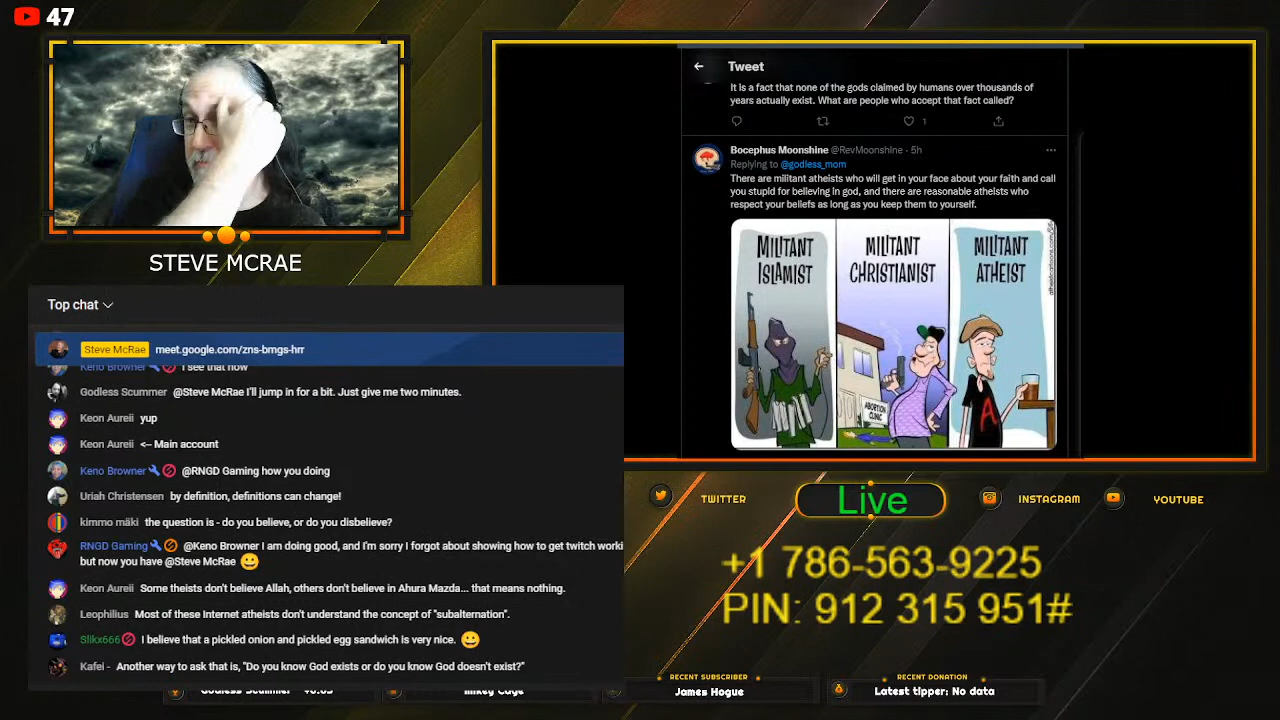 47
STEVE MCRAE
Top chat
Steve McRae meet.google.com/zns-bmgs-hrr
Keno Browner I see that now
Godless Scummer @Steve McRae I'll jump in for a bit. Just give me two minutes.
Keon Aureii yup
Keon Aureii <-- Main account
Keno Browner @RNGD Gaming how you doing
Uriah Christensen by definition, definitions can change!
kimmo mäki the question is - do you believe, or do you disbelieve?
RNGD Gaming @Keno Browner I am doing good, and I'm sorry I forgot about showing how to get twitch worki
but now you have @Steve McRae 😀
Keon Aureii Some theists don't believe Allah, others don't believe in Ahura Mazda... that means nothing.
Leophilius Most of these Internet atheists don't understand the concept of "subalternation".
Slikx666 I believe that a pickled onion and pickled egg sandwich is very nice. 😀
Kafei - Another way to ask that is, "Do you know God exists or do you know God doesn't exist?"
Tweet
It is a fact that none of the gods claimed by humans over thousands of
years actually exist. What are people who accept that fact called?
1
Bocephus Moonshine @RevMoonshine · 5h
Replying to @godless_mom
There are militant atheists who will get in your face about your faith and call
you stupid for believing in god, and there are reasonable atheists who
respect your beliefs as long as you keep them to yourself.
MILITANT ISLAMIST
MILITANT CHRISTIANIST
MILITANT ATHEIST
ABORTION CLINIC
A
TWITTER
Live
INSTAGRAM
YOUTUBE
+1 786-563-9225
PIN: 912 315 951#
RECENT SUBSCRIBER
James Hogue
RECENT DONATION
Latest tipper: No data